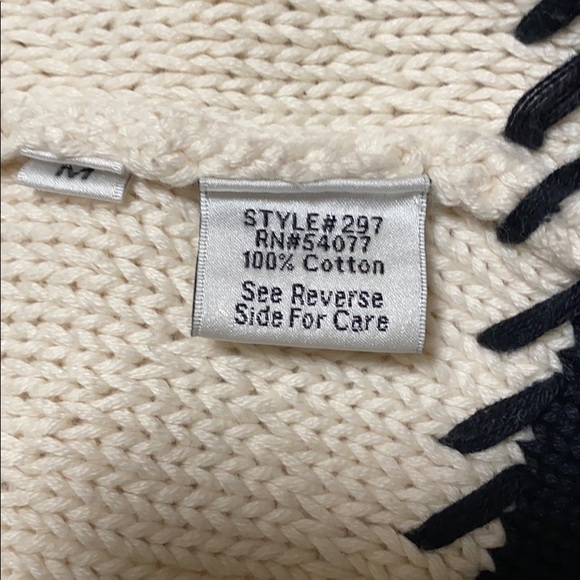 M
STYLE#297
RN#54077
100% Cotton
See Reverse
Side For Care